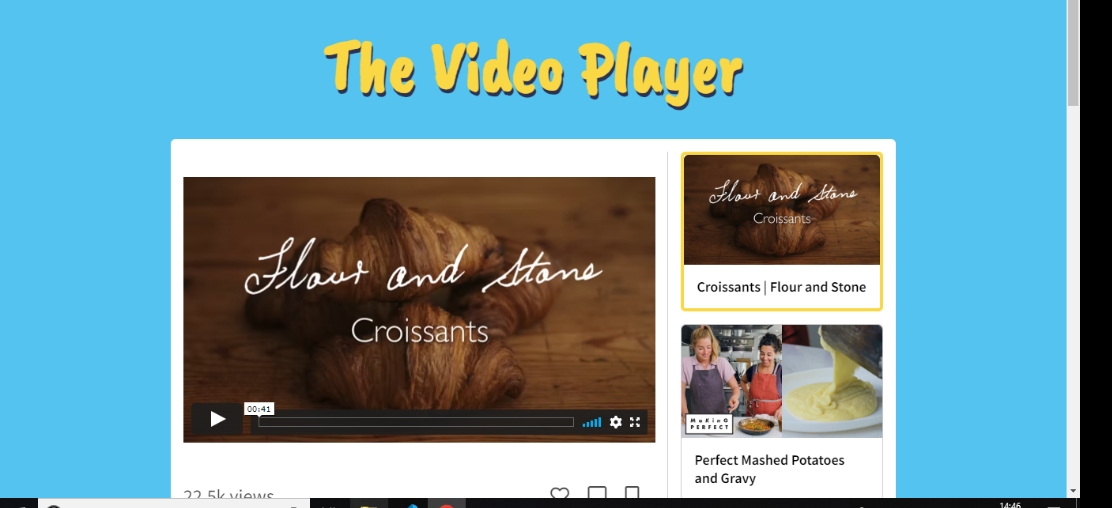 The Video Player
Flour and Stone
Croissants
00:41
22.5k views
Flour and Stone
Croissants
Croissants | Flour and Stone
MaKinG
PERFECT
Perfect Mashed Potatoes
and Gravy
14:46